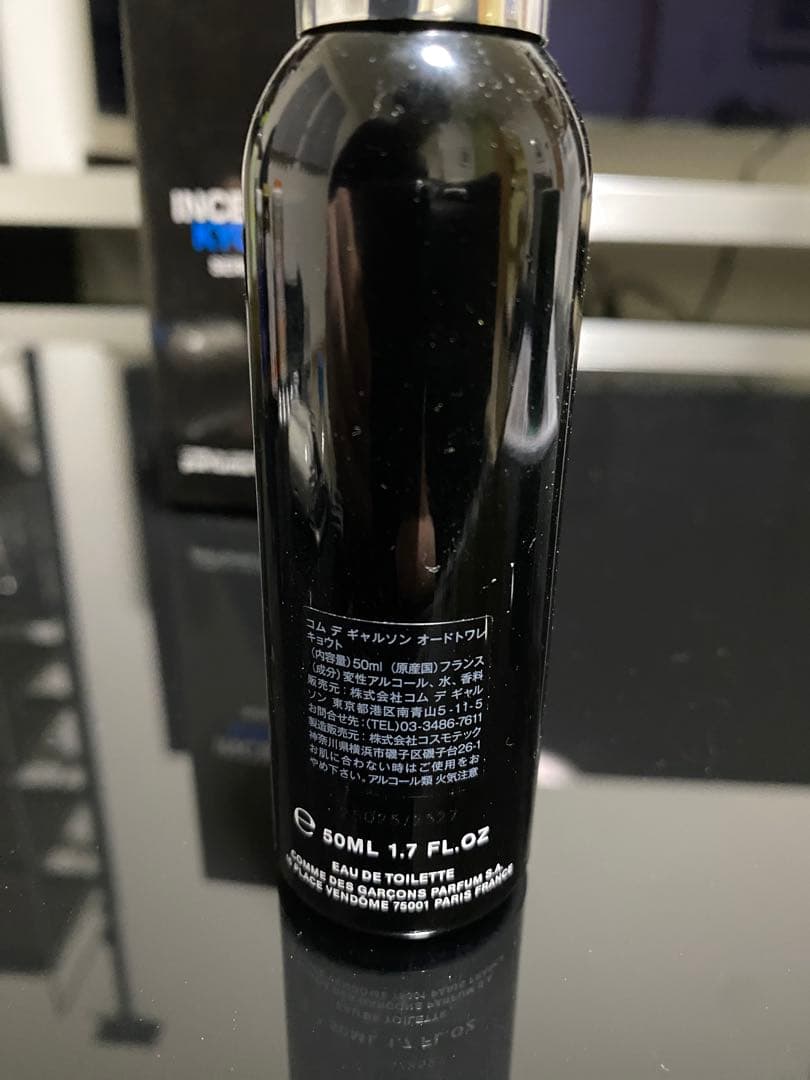 INCE
KY
コム デ ギャルソン オードトワレ
キョウト
(内容量)50ml (原産国)フランス
(成分)変性アルコール、水、香料
販売元：株式会社コム デ ギャル
ソン 東京都港区南青山5-11-5
お問合せ先:(TEL)03-3486-7611
製造販売元：株式会社コスモテック
神奈川県横浜市磯子区磯子台26-1
お肌に合わない時はご使用をお
やめ下さい。アルコール類 火気注意
e 50ML 1.7 FL.OZ
EAU DE TOILETTE
COMME DES GARÇONS PARFUM S.A.
PLACE VENDÔME 75001 PARIS FRANCE